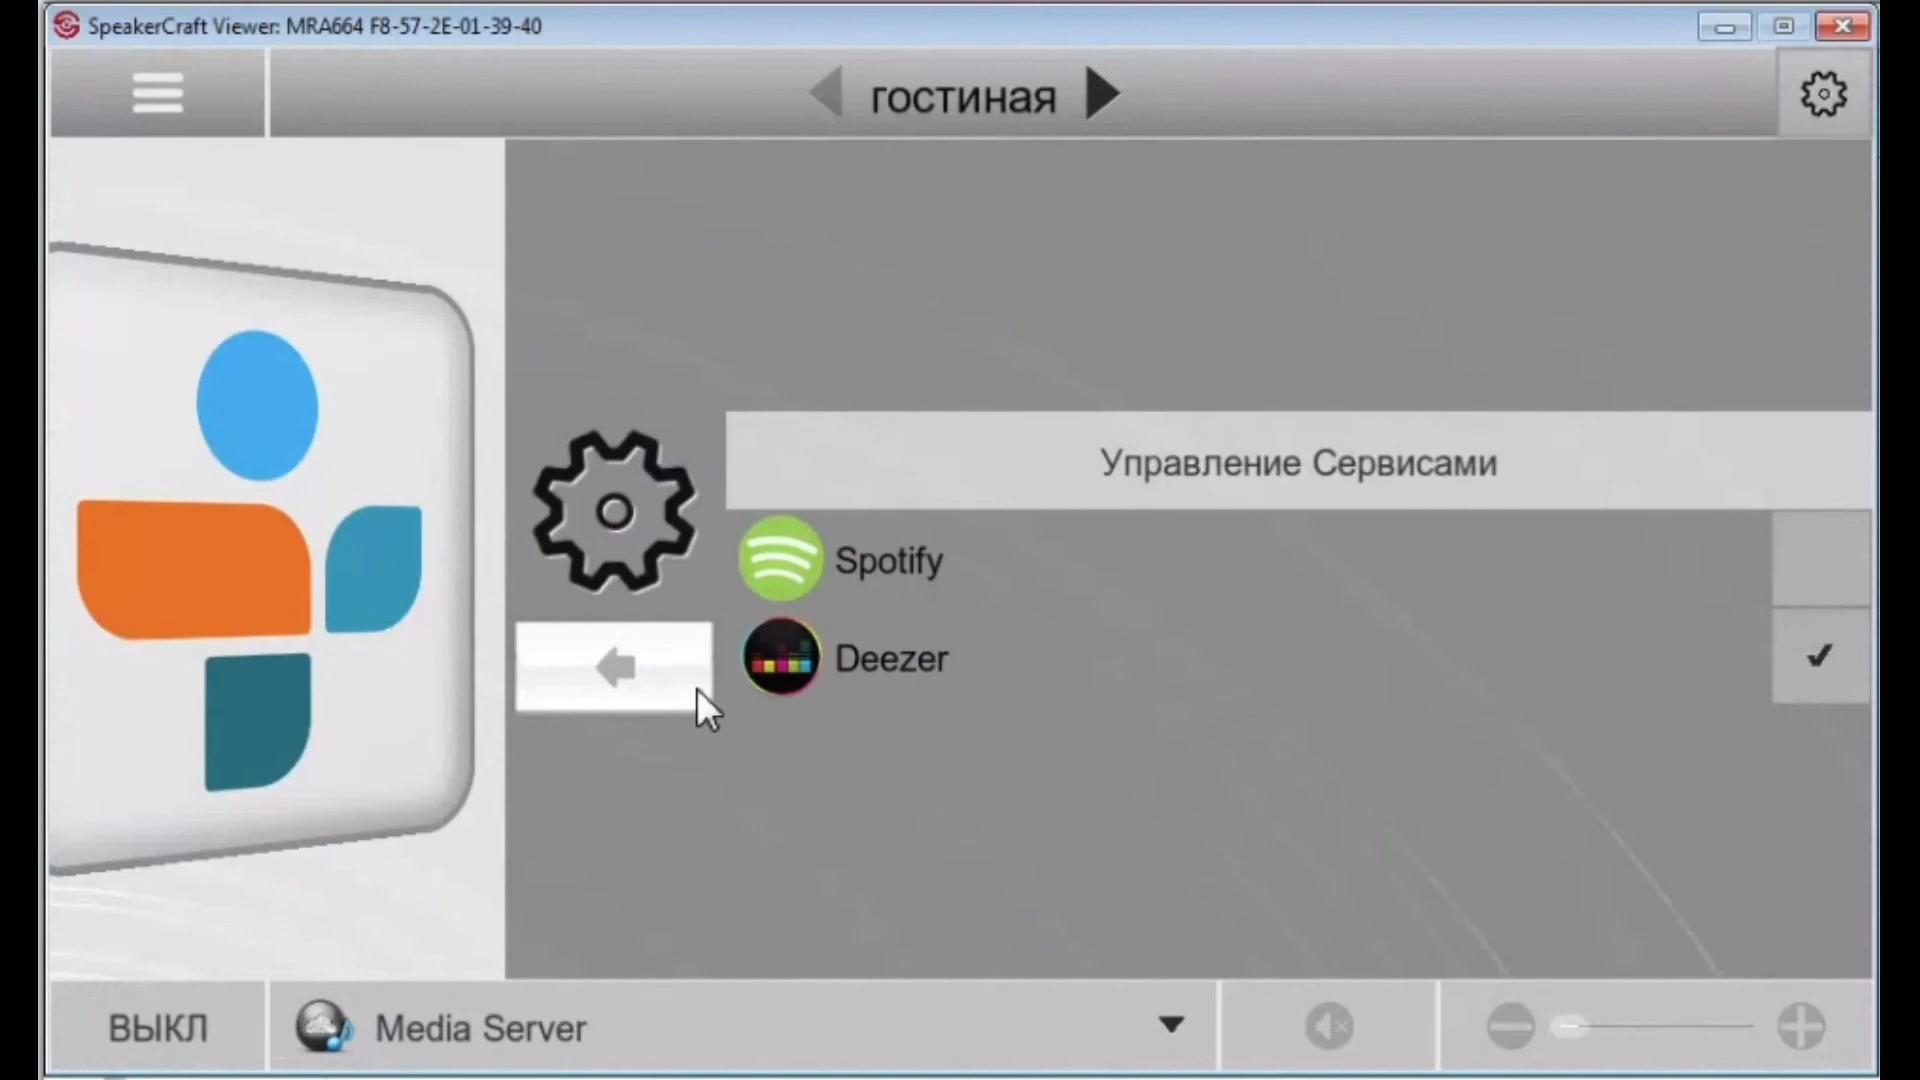 SpeakerCraft Viewer: MRA664 F8-57-2E-01-39-40
гостиная
Управление Сервисами
Spotify
Deezer
ВЫКЛ
Media Server